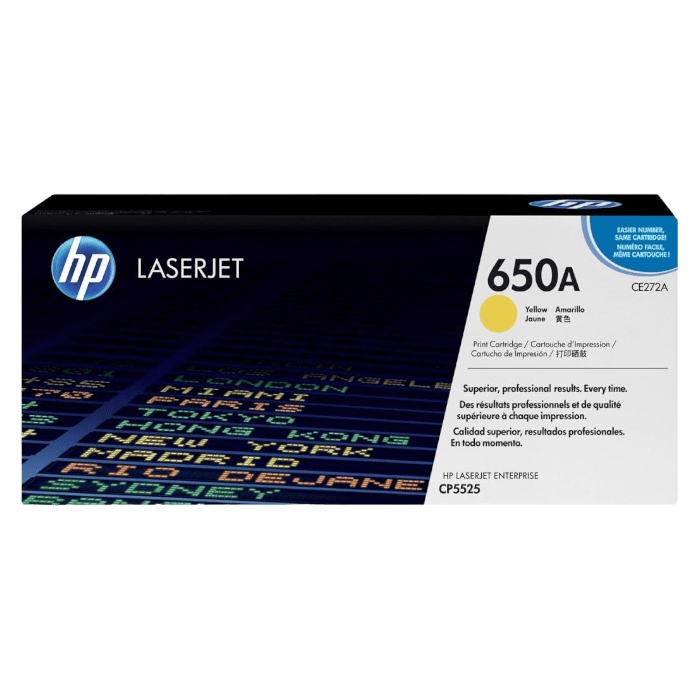 hp
hp
LASERJET
EASIER NUMBER,
SAME CARTRIDGE!
NUMÉRO FACILE,
MÊME CARTOUCHE !
650A
CE272A
Yellow Amarillo
Jaune 黄色
Print Cartridge / Cartouche d'Impression /
Cartucho de Impresión / 打印硒鼓
Superior, professional results. Every time.
Des résultats professionnels et de qualité
supérieure à chaque impression.
Calidad superior, resultados profesionales.
En todo momento.
HP LASERJET ENTERPRISE
CP5525
ANGELE
LONDON
MIAMI
PARIS
TOKYO
HONG KONG
NEW YORK
MADRID
RIO DEJANE
SYDNEY